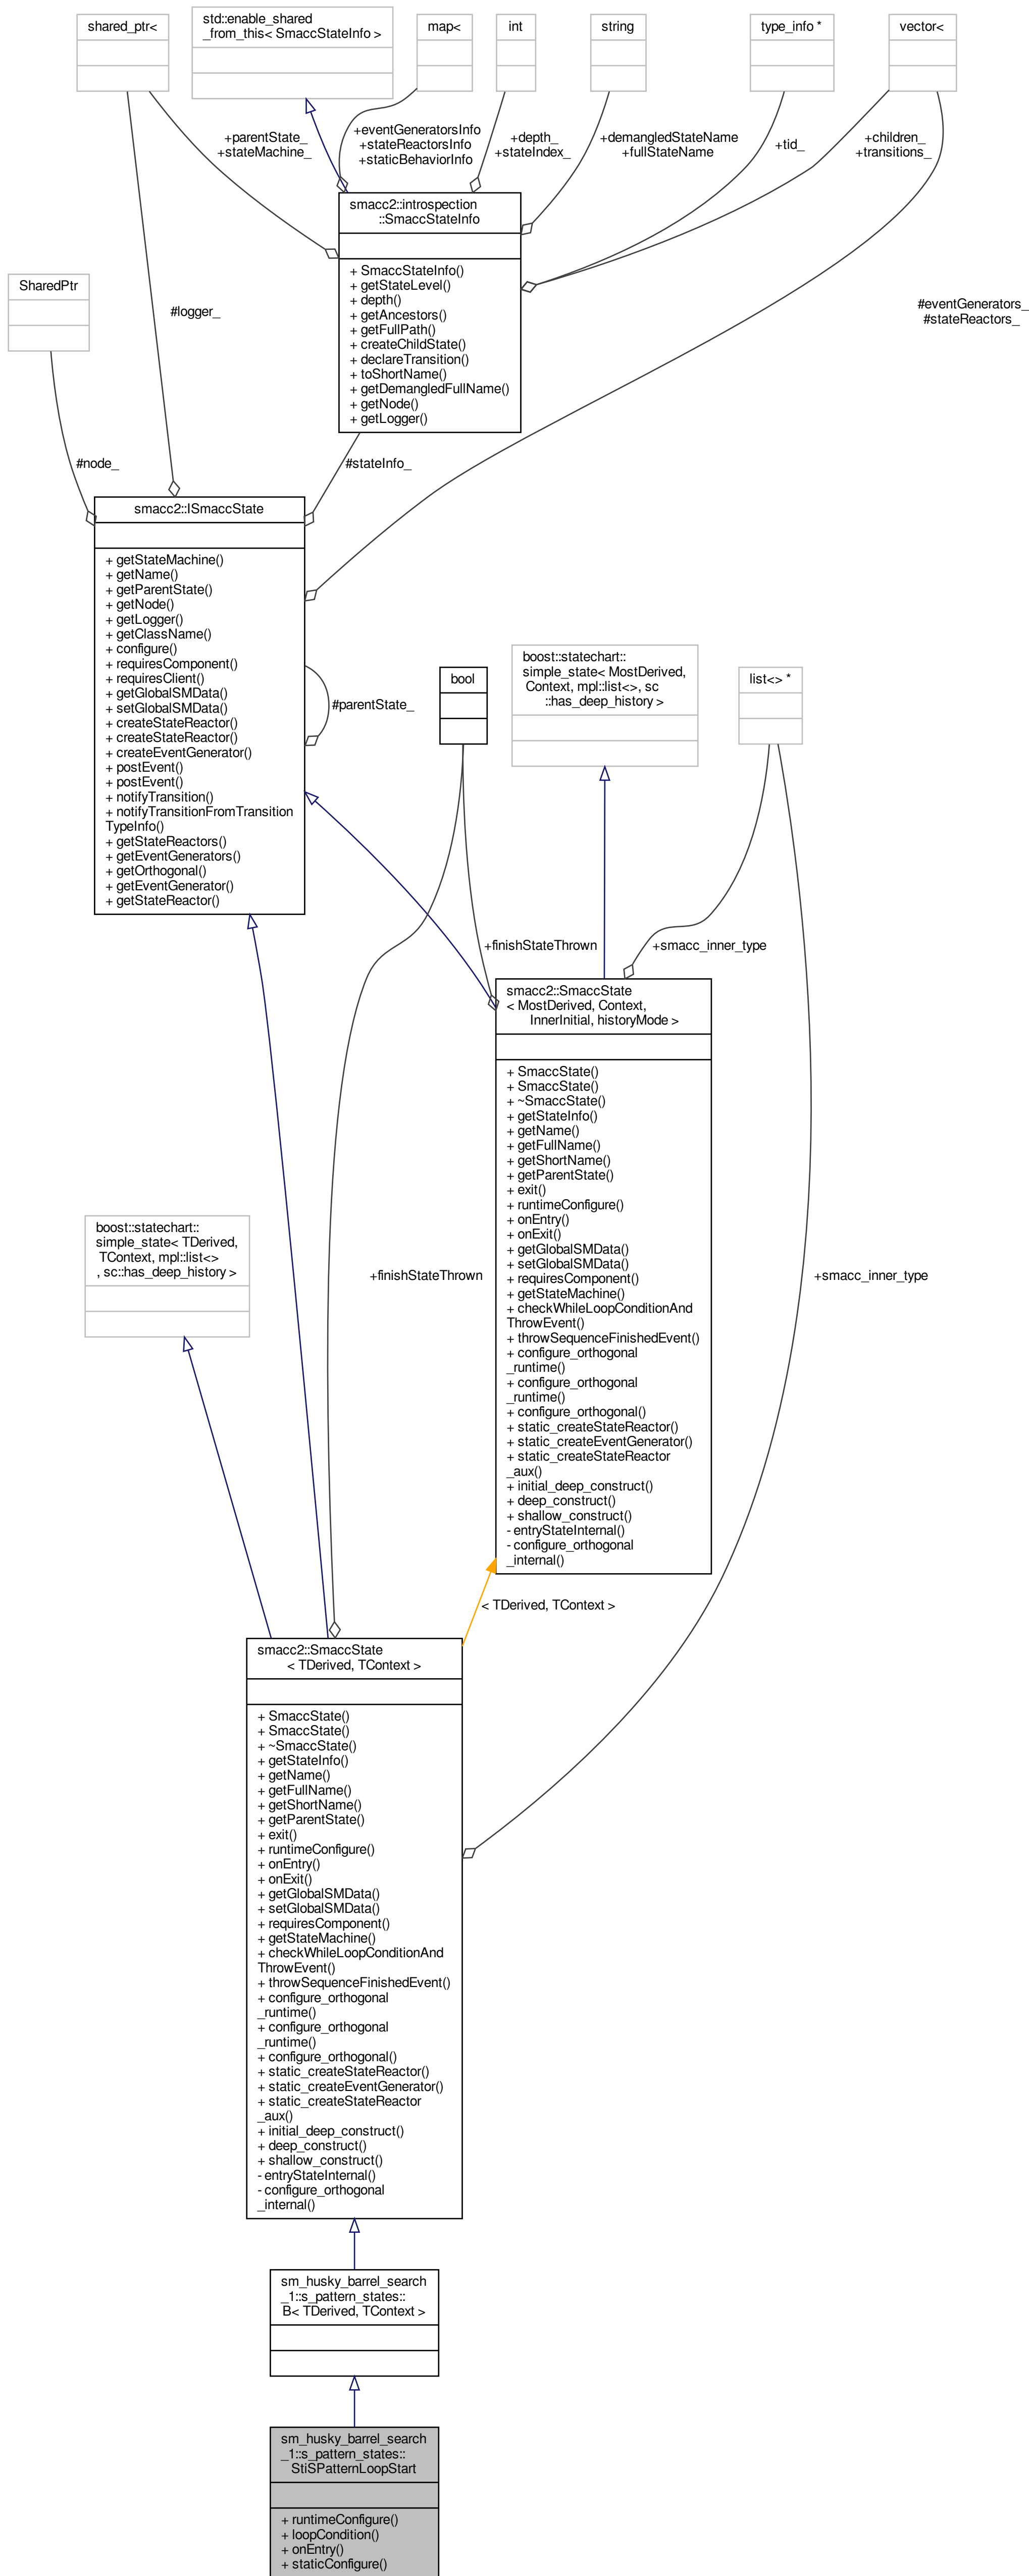 shared_ptr<
std::enable_shared
_from_this< SmaccStateInfo >
map<
int
string
type_info *
vector<
+parentState_
+stateMachine_
+eventGeneratorsInfo
+stateReactorsInfo
+staticBehaviorInfo
+depth_
+stateIndex_
+demangledStateName
+fullStateName
+tid_
+children_
+transitions_
smacc2::introspection
::SmaccStateInfo
+ SmaccStateInfo()
+ getStateLevel()
+ depth()
+ getAncestors()
+ getFullPath()
+ createChildState()
+ declareTransition()
+ toShortName()
+ getDemangledFullName()
+ getNode()
+ getLogger()
SharedPtr
#logger_
#eventGenerators_
#stateReactors_
#node_
#stateInfo_
smacc2::ISmaccState
+ getStateMachine()
+ getName()
+ getParentState()
+ getNode()
+ getLogger()
+ getClassName()
+ configure()
+ requiresComponent()
+ requiresClient()
+ getGlobalSMData()
+ setGlobalSMData()
+ createStateReactor()
+ createStateReactor()
+ createEventGenerator()
+ postEvent()
+ postEvent()
+ notifyTransition()
+ notifyTransitionFromTransition
TypeInfo()
+ getStateReactors()
+ getEventGenerators()
+ getOrthogonal()
+ getEventGenerator()
+ getStateReactor()
#parentState_
bool
boost::statechart::
simple_state< MostDerived,
Context, mpl::list<>, sc
::has_deep_history >
list<> *
+finishStateThrown
+smacc_inner_type
smacc2::SmaccState
< MostDerived, Context,
InnerInitial, historyMode >
+ SmaccState()
+ SmaccState()
+ ~SmaccState()
+ getStateInfo()
+ getName()
+ getFullName()
+ getShortName()
+ getParentState()
+ exit()
+ runtimeConfigure()
+ onEntry()
+ onExit()
+ getGlobalSMData()
+ setGlobalSMData()
+ requiresComponent()
+ getStateMachine()
+ checkWhileLoopConditionAnd
ThrowEvent()
+ throwSequenceFinishedEvent()
+ configure_orthogonal
_runtime()
+ configure_orthogonal
_runtime()
+ configure_orthogonal()
+ static_createStateReactor()
+ static_createEventGenerator()
+ static_createStateReactor
_aux()
+ initial_deep_construct()
+ deep_construct()
+ shallow_construct()
- entryStateInternal()
- configure_orthogonal
_internal()
boost::statechart::
simple_state< TDerived,
TContext, mpl::list<>
, sc::has_deep_history >
+finishStateThrown
+smacc_inner_type
< TDerived, TContext >
smacc2::SmaccState
< TDerived, TContext >
+ SmaccState()
+ SmaccState()
+ ~SmaccState()
+ getStateInfo()
+ getName()
+ getFullName()
+ getShortName()
+ getParentState()
+ exit()
+ runtimeConfigure()
+ onEntry()
+ onExit()
+ getGlobalSMData()
+ setGlobalSMData()
+ requiresComponent()
+ getStateMachine()
+ checkWhileLoopConditionAnd
ThrowEvent()
+ throwSequenceFinishedEvent()
+ configure_orthogonal
_runtime()
+ configure_orthogonal
_runtime()
+ configure_orthogonal()
+ static_createStateReactor()
+ static_createEventGenerator()
+ static_createStateReactor
_aux()
+ initial_deep_construct()
+ deep_construct()
+ shallow_construct()
- entryStateInternal()
- configure_orthogonal
_internal()
sm_husky_barrel_search
_1::s_pattern_states::
B< TDerived, TContext >
sm_husky_barrel_search
_1::s_pattern_states::
StiSPatternLoopStart
+ runtimeConfigure()
+ loopCondition()
+ onEntry()
+ staticConfigure()